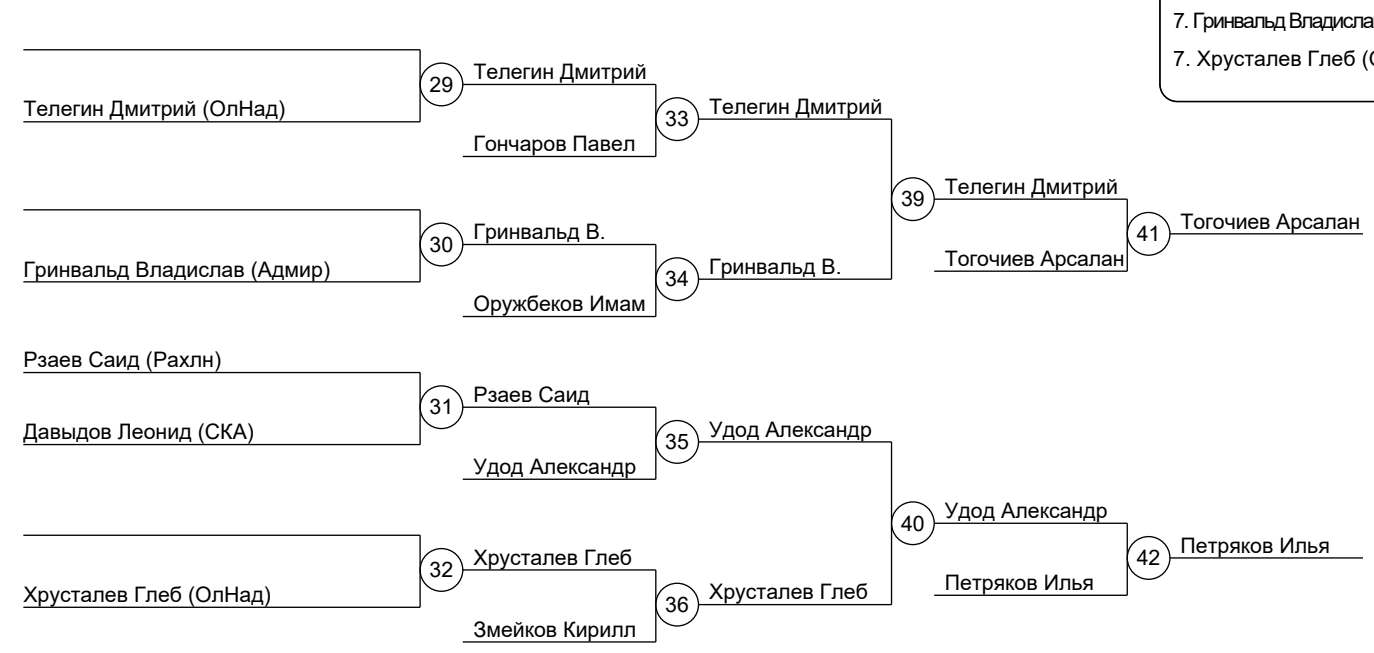 7. Гринвальд Владисла
7. Хрусталев Глеб (
29
Телегин Дмитрий
Телегин Дмитрий (ОлНад)
33
Телегин Дмитрий
Гончаров Павел
39
Телегин Дмитрий
30
Гринвальд В.
41
Тогочиев Арсалан
Гринвальд Владислав (Адмир)
34
Гринвальд В.
Тогочиев Арсалан
Оружбеков Имам
Рзаев Саид (Рахлн)
31
Рзаев Саид
Давыдов Леонид (СКА)
35
Удод Александр
Удод Александр
40
Удод Александр
32
Хрусталев Глеб
42
Петряков Илья
Хрусталев Глеб (ОлНад)
36
Хрусталев Глеб
Петряков Илья
Змейков Кирилл